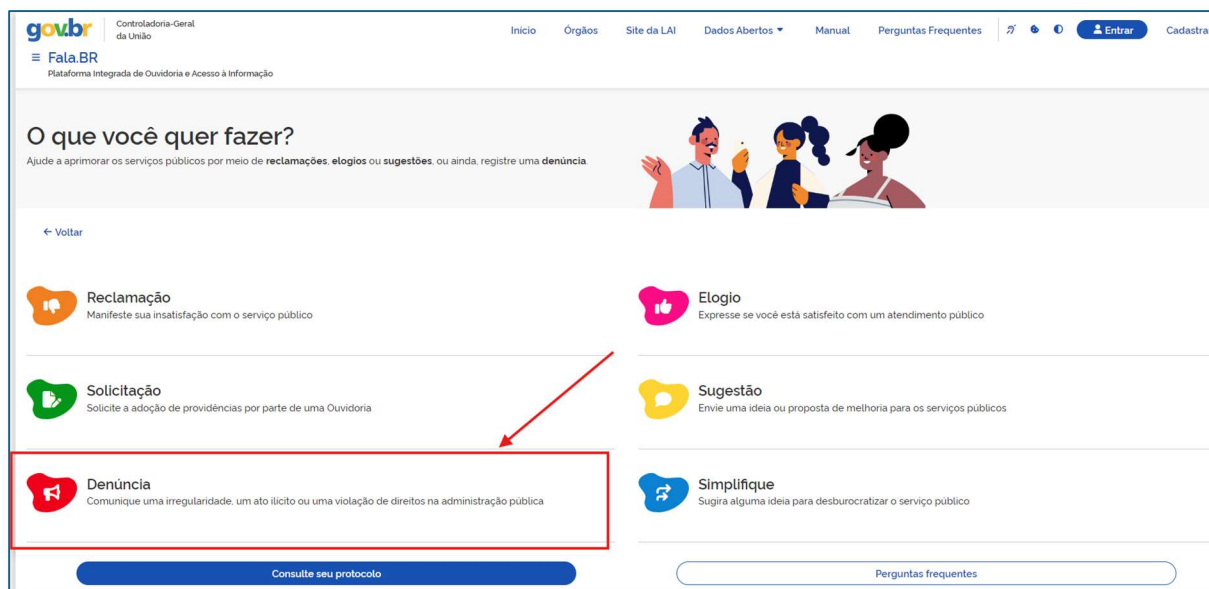 gov.br
Controladoria-Geral
da União
Início Órgãos Site da LAI Dados Abertos Manual Perguntas Frequentes Entrar
Fala.BR
Plataforma Integrada de Ouvidoria e Acesso à Informação
O que você quer fazer?
Ajude a aprimorar os serviços públicos por meio de reclamações, elogios ou sugestões, ou ainda, registre uma denúncia.
← Voltar
Reclamação
Manifeste sua insatisfação com o serviço público
Elogio
Expresse se você está satisfeito com um atendimento público
Solicitação
Solicite a adoção de providências por parte de uma Ouvidoria
Sugestão
Envie uma ideia ou proposta de melhoria para os serviços públicos
Denúncia
Comunique uma irregularidade, um ato ilícito ou uma violação de direitos na administração pública
Simplifique
Sugira alguma ideia para desburocratizar o serviço público
Consulte seu protocolo
Perguntas frequentes